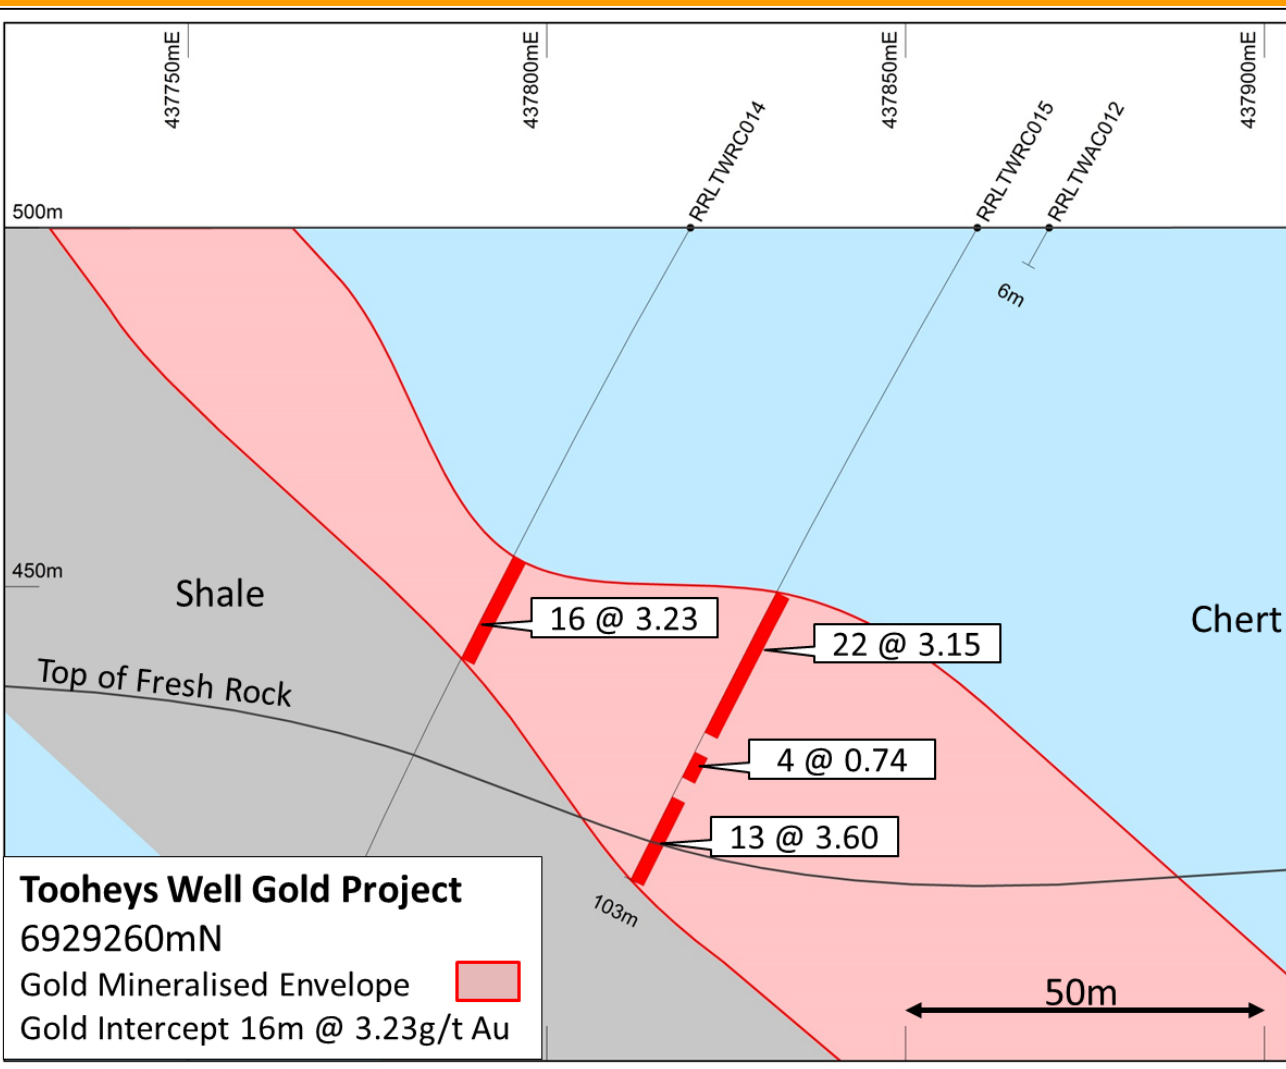 437750mE
437800mE
437850mE
437900mE
RRLTWRC014
RRLTWRC015
RRLTWAC012
500m
6m
450m
Shale
16 @ 3.23
22 @ 3.15
Chert
Top of Fresh Rock
4 @ 0.74
13 @ 3.60
103m
Tooheys Well Gold Project
6929260mN
Gold Mineralised Envelope
Gold Intercept 16m @ 3.23g/t Au
50m